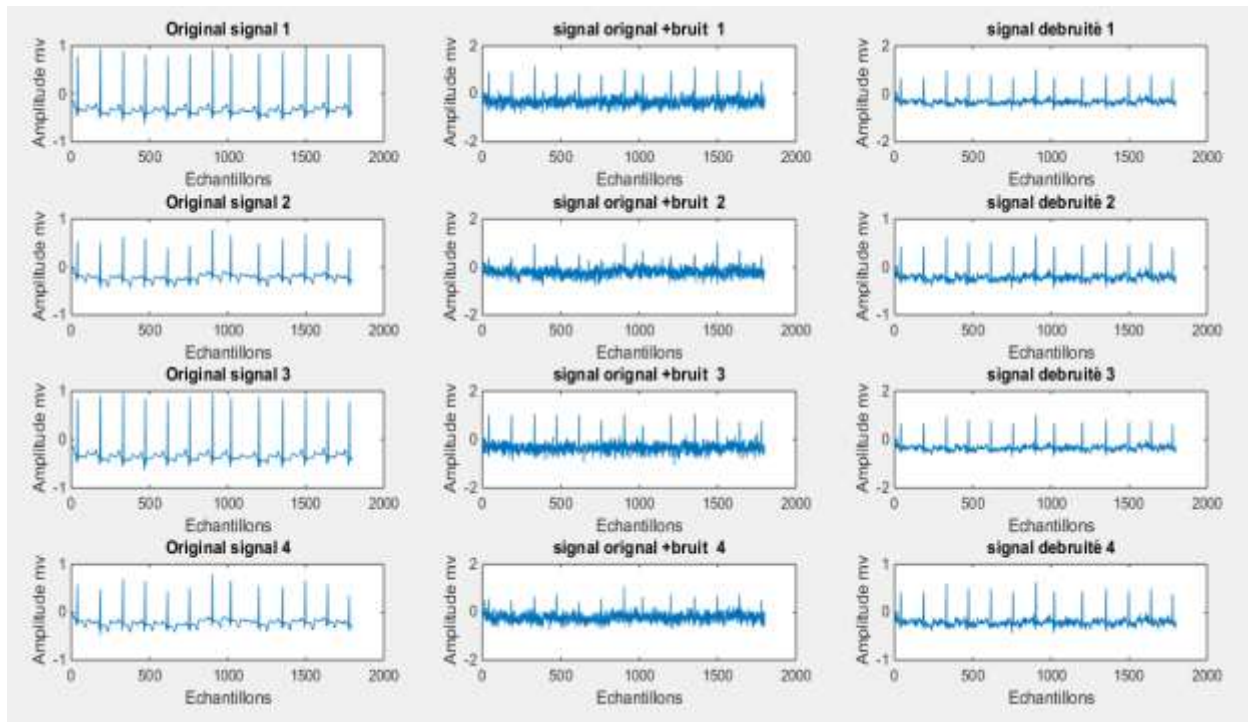 Original signal 1 signal orignal +bruit 1 signal debruité 1
Amplitude mv Amplitude mv Amplitude mv
1 2 2
0 0 0
-1 -2 -2
0 500 1000 1500 2000 0 500 1000 1500 2000 0 500 1000 1500 2000
Echantillons Echantillons Echantillons
Original signal 2 signal orignal +bruit 2 signal debruité 2
Amplitude mv Amplitude mv Amplitude mv
1 2 1
0 0 0
-1 -2 -1
0 500 1000 1500 2000 0 500 1000 1500 2000 0 500 1000 1500 2000
Echantillons Echantillons Echantillons
Original signal 3 signal orignal +bruit 3 signal debruité 3
Amplitude mv Amplitude mv Amplitude mv
1 2 2
0 0 0
-1 -2 -2
0 500 1000 1500 2000 0 500 1000 1500 2000 0 500 1000 1500 2000
Echantillons Echantillons Echantillons
Original signal 4 signal orignal +bruit 4 signal debruité 4
Amplitude mv Amplitude mv Amplitude mv
1 2 1
0 0 0
-1 -2 -1
0 500 1000 1500 2000 0 500 1000 1500 2000 0 500 1000 1500 2000
Echantillons Echantillons Echantillons